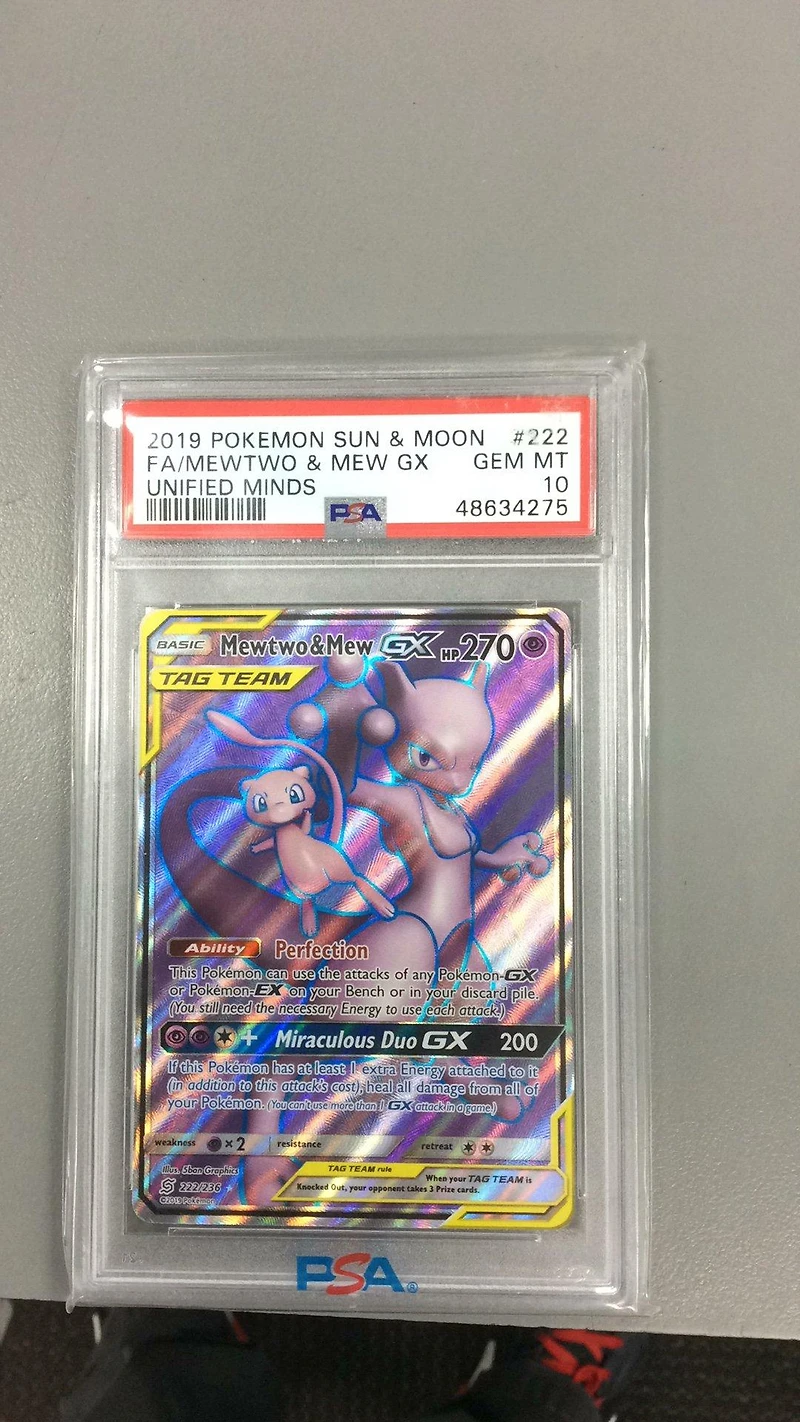 2019 POKEMON SUN & MOON #222
FA/MEWTWO & MEW GX GEM MT
UNIFIED MINDS 10
PSA 48634275
BASIC Mewtwo&Mew GX HP 270
TAG TEAM
Ability Perfection
This Pokémon can use the attacks of any Pokémon-GX
or Pokémon-EX on your Bench or in your discard pile.
(You still need the necessary Energy to use each attack.)
+ Miraculous Duo GX 200
If this Pokémon has at least 1 extra Energy attached to it
(in addition to this attack's cost), heal all damage from all of
your Pokémon. (You can't use more than 1 GX attack in a game.)
weakness ×2 resistance retreat
Illus. 5ban Graphics
TAG TEAM rule When your TAG TEAM is
Knocked Out, your opponent takes 3 Prize cards.
222/236
©2019 Pokémon
PSA®